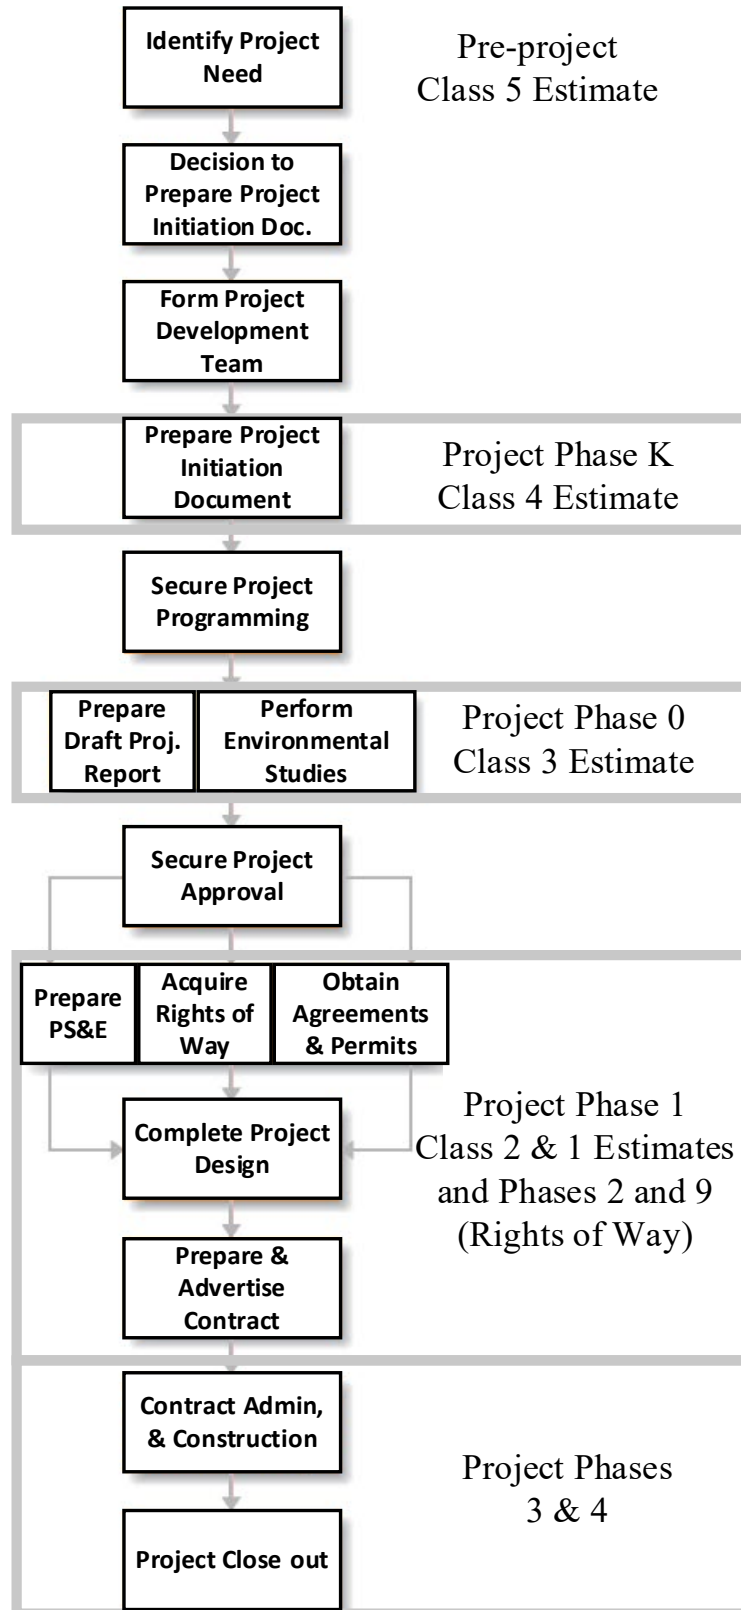 Identify Project
Need
Pre-project
Class 5 Estimate
Decision to
Prepare Project
Initiation Doc.
Form Project
Development
Team
Prepare Project
Initiation
Document
Project Phase K
Class 4 Estimate
Secure Project
Programming
Prepare
Draft Proj.
Report
Perform
Environmental
Studies
Project Phase 0
Class 3 Estimate
Secure Project
Approval
Prepare
PS&E
Acquire
Rights of
Way
Obtain
Agreements
& Permits
Complete Project
Design
Project Phase 1
Class 2 & 1 Estimates
and Phases 2 and 9
(Rights of Way)
Prepare &
Advertise
Contract
Contract Admin,
& Construction
Project Phases
3 & 4
Project Close out